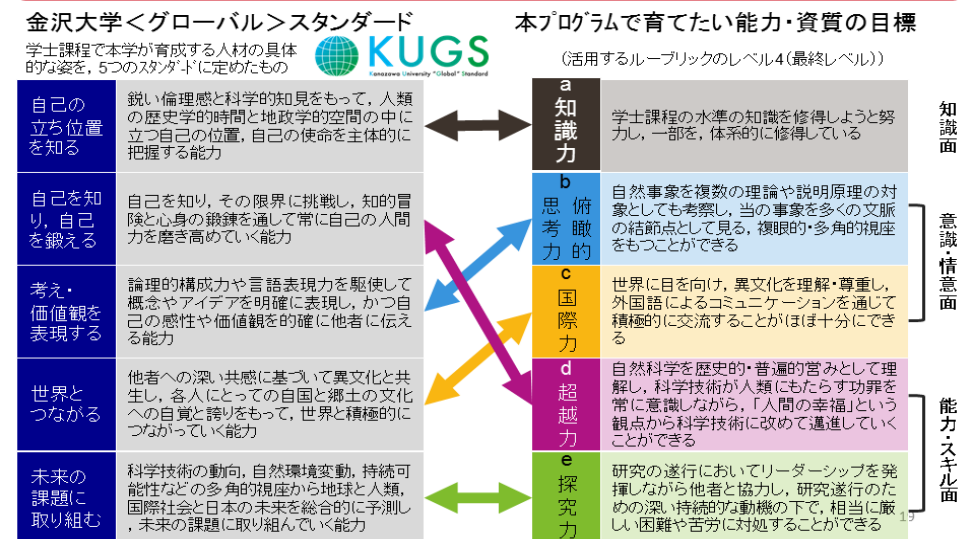 金沢大学＜グローバル＞スタンダード
学士課程で本学が育成する人材の具体
的な姿を，5つのスタンダードに定めたもの
KUGS
Kanazawa University "Global" Standard
自己の
立ち位置
を知る
鋭い倫理感と科学的知見をもって，人類
の歴史学的時間と地政学的空間の中に
立つ自己の位置，自己の使命を主体的に
把握する能力
自己を知
り，自己
を鍛える
自己を知り，その限界に挑戦し，知的冒
険と心身の鍛錬を通して常に自己の人間
力を磨き高めていく能力
考え・
価値観を
表現する
論理的構成力や言語表現力を駆使して
概念やアイデアを明確に表現し，かつ自
己の感性や価値観を的確に他者に伝え
る能力
世界と
つながる
他者への深い共感に基づいて異文化と共
生し，各人にとっての自国と郷土の文化
への自覚と誇りをもって，世界と積極的に
つながっていく能力
未来の
課題に
取り組む
科学技術の動向，自然環境変動，持続可
能性などの多角的視座から地球と人類，
国際社会と日本の未来を総合的に予測し
，未来の課題に取り組んでいく能力
本プログラムで育てたい能力・資質の目標
（活用するルーブリックのレベル4（最終レベル））
a
知識力
学士課程の水準の知識を修得しようと努
力し，一部を，体系的に修得している
b
俯瞰的
思考力
自然事象を複数の理論や説明原理の対
象としても考察し，当の事象を多くの文脈
の結節点として見る，複眼的・多角的視座
をもつことができる
c
国際力
世界に目を向け，異文化を理解・尊重し，
外国語によるコミュニケーションを通じて
積極的に交流することがほぼ十分にでき
る
d
超越力
自然科学を歴史的・普遍的営みとして理
解し，科学技術が人類にもたらす功罪を
常に意識しながら，「人間の幸福」という
観点から科学技術に改めて邁進していく
ことができる
e
探究力
研究の遂行においてリーダーシップを発
揮しながら他者と協力し，研究遂行のた
めの深い持続的な動機の下で，相当に厳
しい困難や苦労に対処することができる
知識面
意識・情意面
能力・スキル面
19